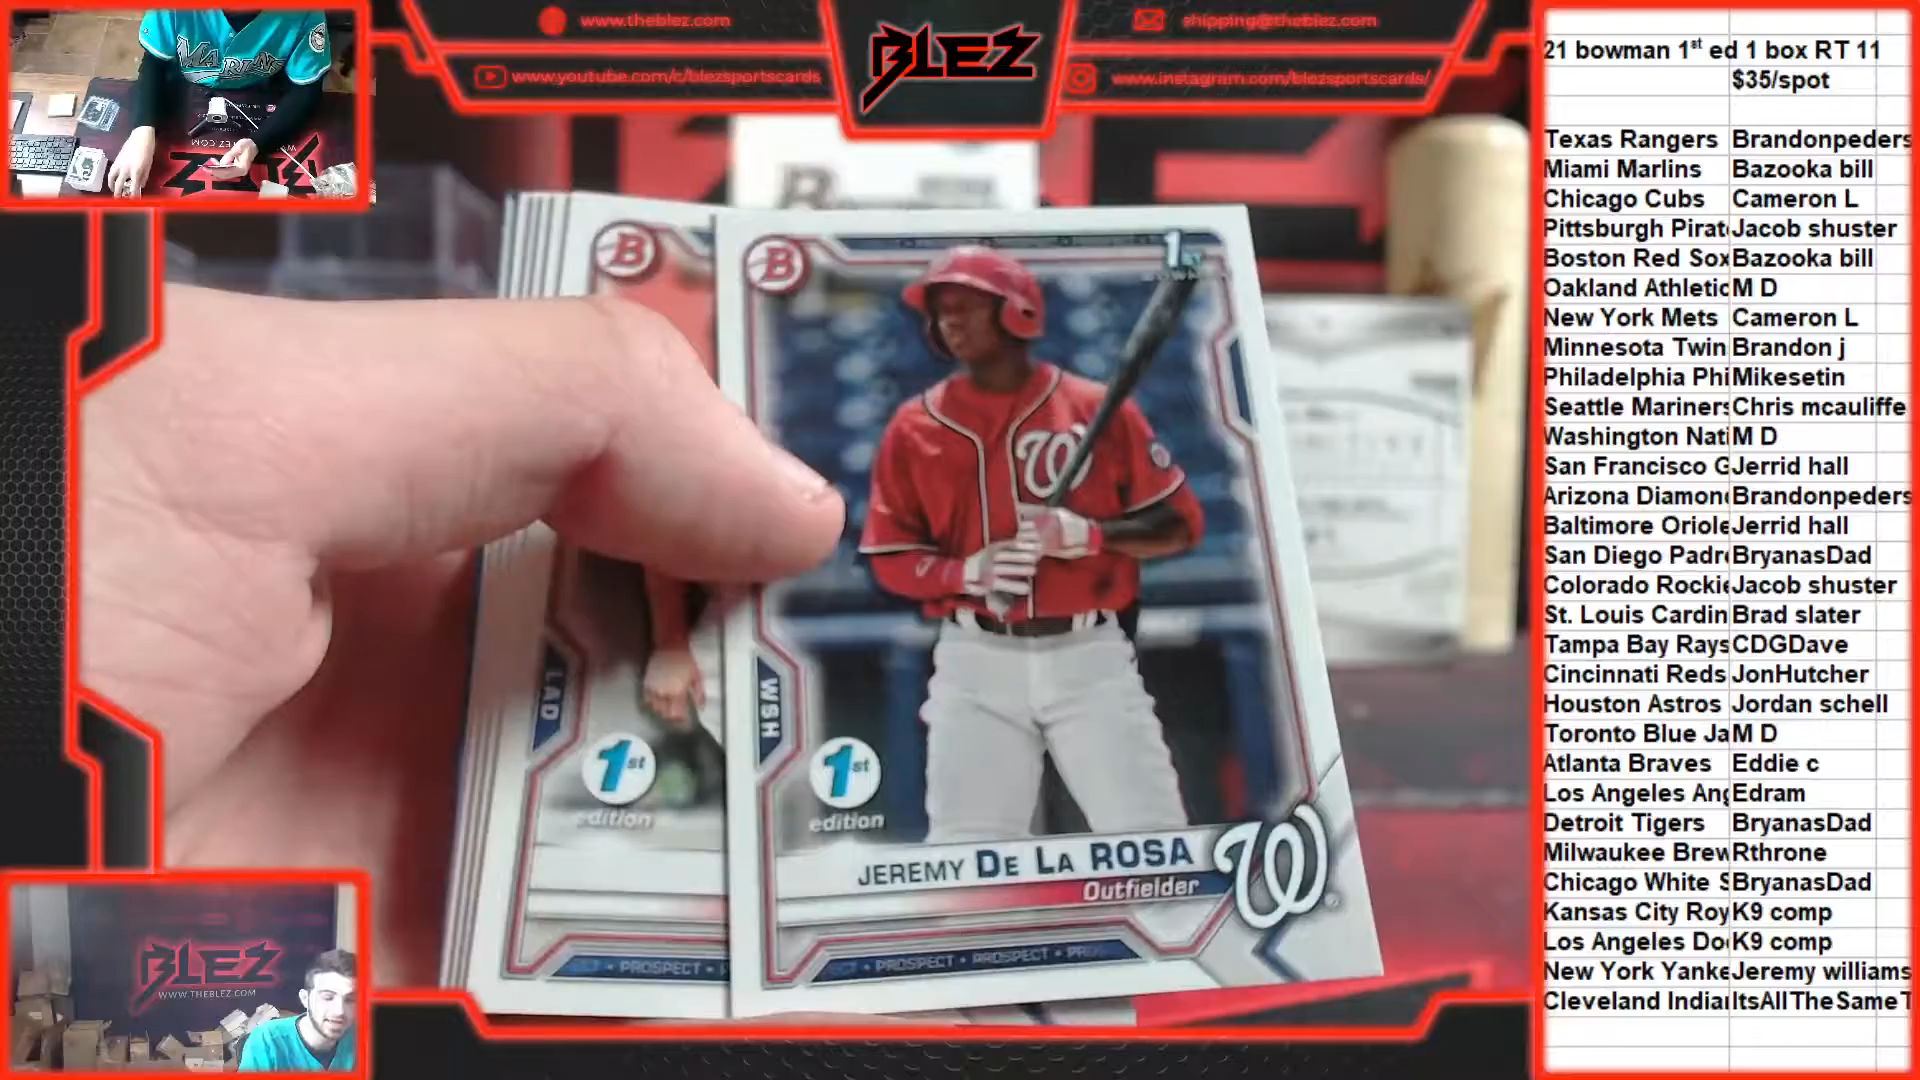 www.theblez.com
www.youtube.com/c/blezsportscards
BLEZ
shipping@theblez.com
www.instagram.com/blezsportscards/
MARLINS
B
B
1st
W
LAD
WSH
1st
edition
1st
edition
JEREMY DE LA ROSA
Outfielder
W
PROSPECT
PROSPECT • PROSPECT
BLEZ
WWW.THEBLEZ.COM
21 bowman 1st ed 1 box RT 11
$35/spot
Texas Rangers Brandonpeders
Miami Marlins Bazooka bill
Chicago Cubs Cameron L
Pittsburgh Pirat Jacob shuster
Boston Red Sox Bazooka bill
Oakland Athletic M D
New York Mets Cameron L
Minnesota Twin Brandon j
Philadelphia Phi Mikesetin
Seattle Mariners Chris mcauliffe
Washington Nati M D
San Francisco G Jerrid hall
Arizona Diamond Brandonpeders
Baltimore Oriole Jerrid hall
San Diego Padre BryanasDad
Colorado Rockie Jacob shuster
St. Louis Cardin Brad slater
Tampa Bay Rays CDGDave
Cincinnati Reds JonHutcher
Houston Astros Jordan schell
Toronto Blue Ja M D
Atlanta Braves Eddie c
Los Angeles Ang Edram
Detroit Tigers BryanasDad
Milwaukee Brew Rthrone
Chicago White S BryanasDad
Kansas City Roy K9 comp
Los Angeles Do K9 comp
New York Yanke Jeremy williams
Cleveland Indian ItsAllTheSameT